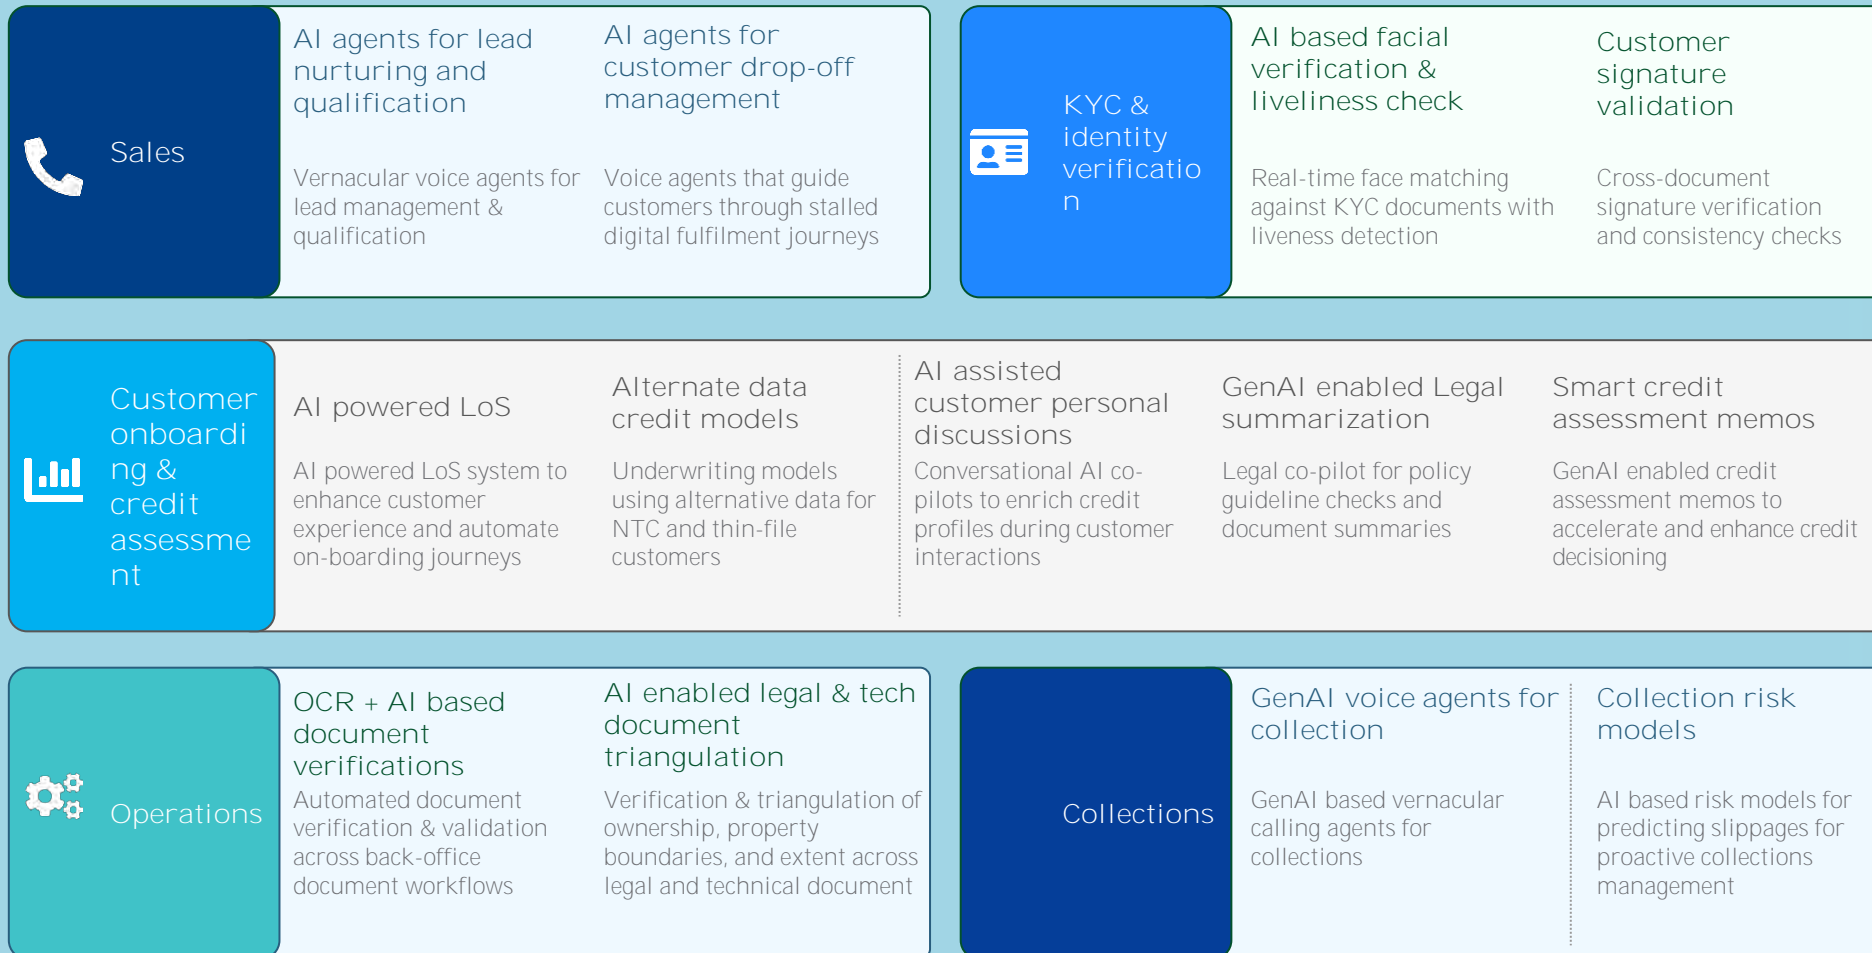 Sales
AI agents for lead
nurturing and
qualification
Vernacular voice agents for
lead management &
qualification
AI agents for
customer drop-off
management
Voice agents that guide
customers through stalled
digital fulfilment journeys
KYC &
identity
verificatio
n
AI based facial
verification &
liveliness check
Real-time face matching
against KYC documents with
liveness detection
Customer
signature
validation
Cross-document
signature verification
and consistency checks
Customer
onboardi
ng &
credit
assessme
nt
AI powered LoS
AI powered LoS system to
enhance customer
experience and automate
on-boarding journeys
Alternate data
credit models
Underwriting models
using alternative data for
NTC and thin-file
customers
AI assisted
customer personal
discussions
Conversational AI co-
pilots to enrich credit
profiles during customer
interactions
GenAI enabled Legal
summarization
Legal co-pilot for policy
guideline checks and
document summaries
Smart credit
assessment memos
GenAI enabled credit
assessment memos to
accelerate and enhance credit
decisioning
Operations
OCR + AI based
document
verifications
Automated document
verification & validation
across back-office
document workflows
AI enabled legal & tech
document
triangulation
Verification & triangulation of
ownership, property
boundaries, and extent across
legal and technical document
Collections
GenAI voice agents for
collection
GenAI based vernacular
calling agents for
collections
Collection risk
models
AI based risk models for
predicting slippages for
proactive collections
management